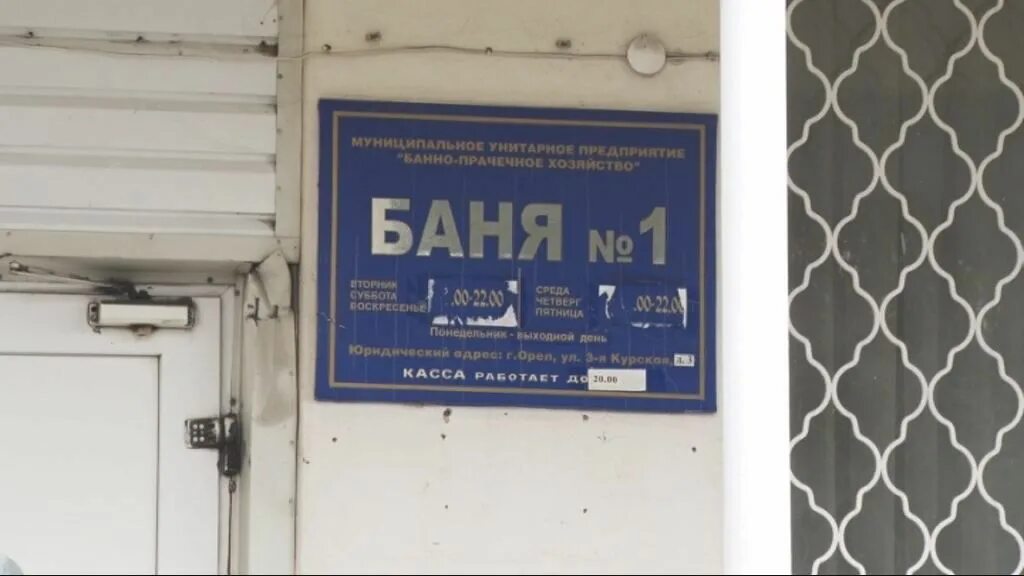 МУНИЦИПАЛЬНОЕ УНИТАРНОЕ ПРЕДПРИЯТИЕ
"БАННО-ПРАЧЕЧНОЕ ХОЗЯЙСТВО"
БАНЯ №1
ВТОРНИК
СУББОТА
ВОСКРЕСЕНЬЕ
.00-22.00
СРЕДА
ЧЕТВЕРГ
ПЯТНИЦА
.00-22.00
Понедельник - выходной день
Юридический адрес: г.Орел, ул. 3-я Курская, д. 3
КАССА РАБОТАЕТ ДО 20.00